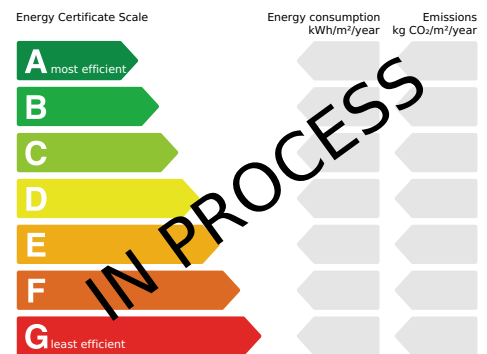 Energy Certificate Scale
Energy consumption
kWh/m²/year
Emissions
kg CO₂/m²/year
A most efficient
B
C
D
E
F
G least efficient
IN PROCESS